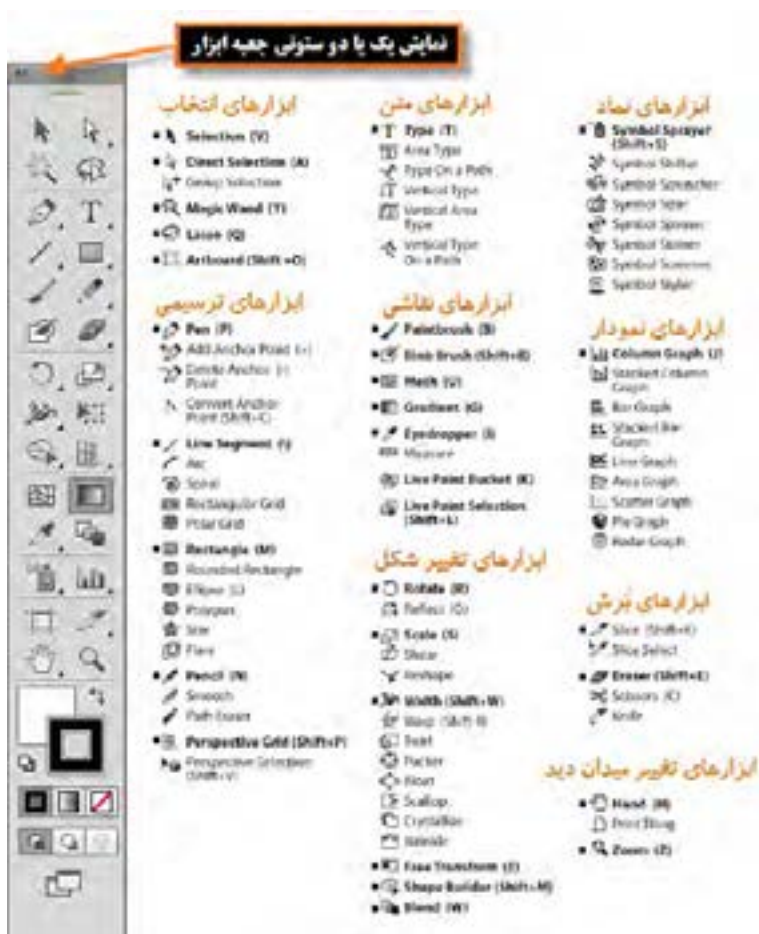 نمایش یک یا دو ستونی جعبه ابزار
ابزارهای انتخاب
Selection (V)
Direct Selection (A)
Group Selection
Magic Wand (Y)
Lasso (Q)
Artboard (Shift+O)
ابزارهای ترسیمی
Pen (P)
Add Anchor Point (+)
Delete Anchor (-)
Point
Convert Anchor
Point (Shift+C)
Line Segment (\)
Arc
Spiral
Rectangular Grid
Polar Grid
Rectangle (M)
Rounded Rectangle
Ellipse (L)
Polygon
Star
Flare
Pencil (N)
Smooth
Path Eraser
Perspective Grid (Shift+P)
Perspective Selection
(Shift+V)
ابزارهای متن
Type (T)
Area Type
Type On a Path
Vertical Type
Vertical Area
Type
Vertical Type
On a Path
ابزارهای نقاشی
Paintbrush (B)
Blob Brush (Shift+B)
Mesh (U)
Gradient (G)
Eyedropper (I)
Measure
Live Paint Bucket (K)
Live Paint Selection
(Shift+L)
ابزارهای تغییر شکل
Rotate (R)
Reflect (O)
Scale (S)
Shear
Reshape
Width (Shift+W)
Warp (Shift+R)
Twirl
Pucker
Bloat
Scallop
Crystallize
Wrinkle
Free Transform (E)
Shape Builder (Shift+M)
Blend (W)
ابزارهای نماد
Symbol Sprayer
(Shift+S)
Symbol Shifter
Symbol Scruncher
Symbol Sizer
Symbol Spinner
Symbol Stainer
Symbol Screener
Symbol Styler
ابزارهای نمودار
Column Graph (J)
Stacked Column
Graph
Bar Graph
Stacked Bar
Graph
Line Graph
Area Graph
Scatter Graph
Pie Graph
Radar Graph
ابزارهای بُرش
Slice (Shift+K)
Slice Select
Eraser (Shift+E)
Scissors (C)
Knife
ابزارهای تغییر میدان دید
Hand (H)
Print Tiling
Zoom (Z)